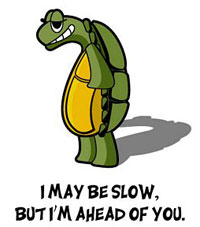 I MAY BE SLOW,
BUT I'M AHEAD OF YOU.